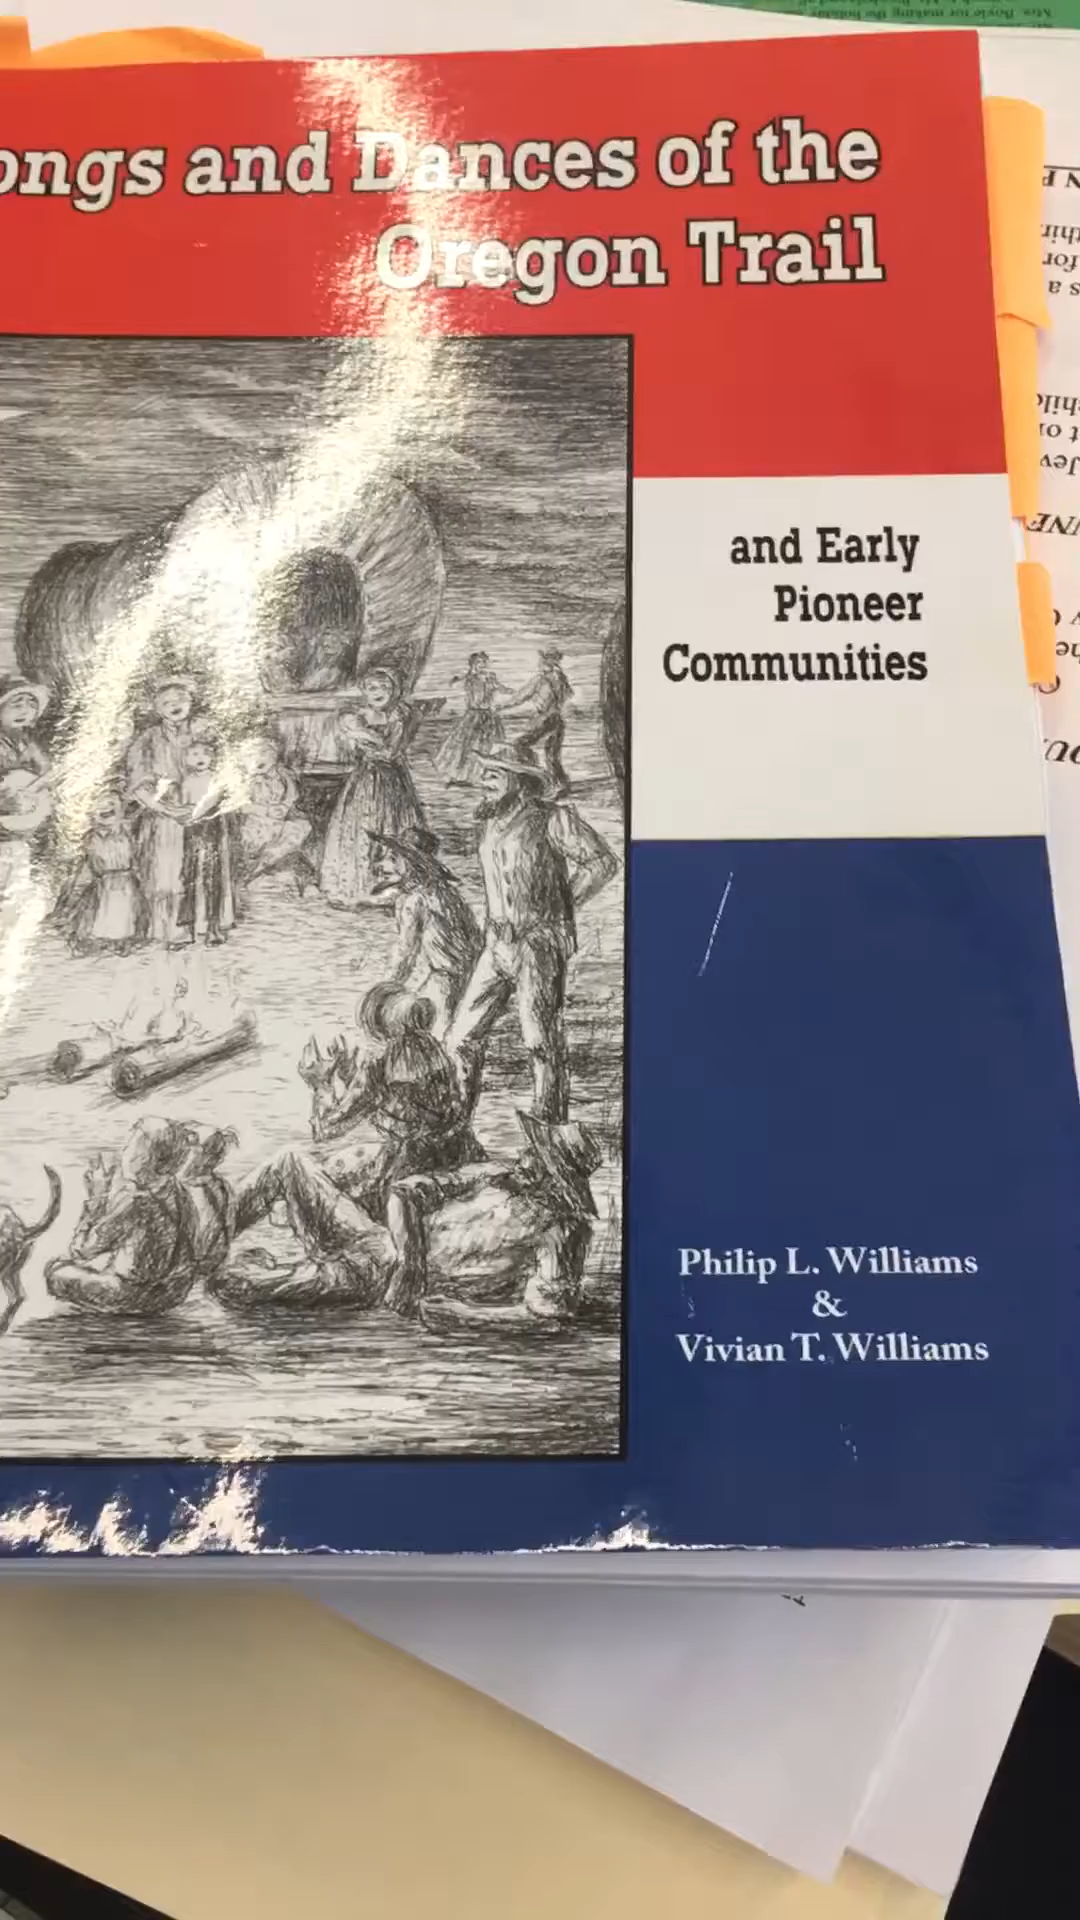 ongs and Dances of the
Oregon Trail
and Early
Pioneer
Communities
Philip L. Williams
&
Vivian T. Williams